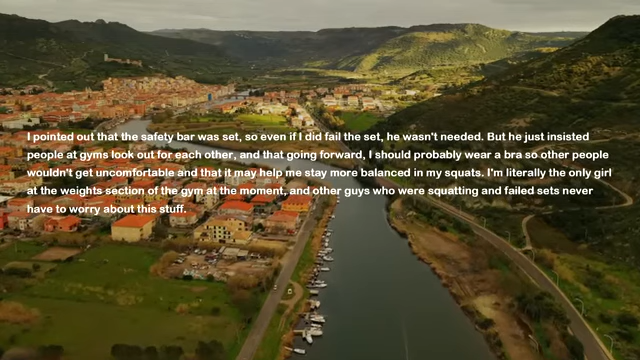 I pointed out that the safety bar was set, so even if I did fail the set, he wasn't needed. But he just insisted
people at gyms look out for each other, and that going forward, I should probably wear a bra so other people
wouldn't get uncomfortable and that it may help me stay more balanced in my squats. I'm literally the only girl
at the weights section of the gym at the moment, and other guys who were squatting and failed sets never
have to worry about this stuff.